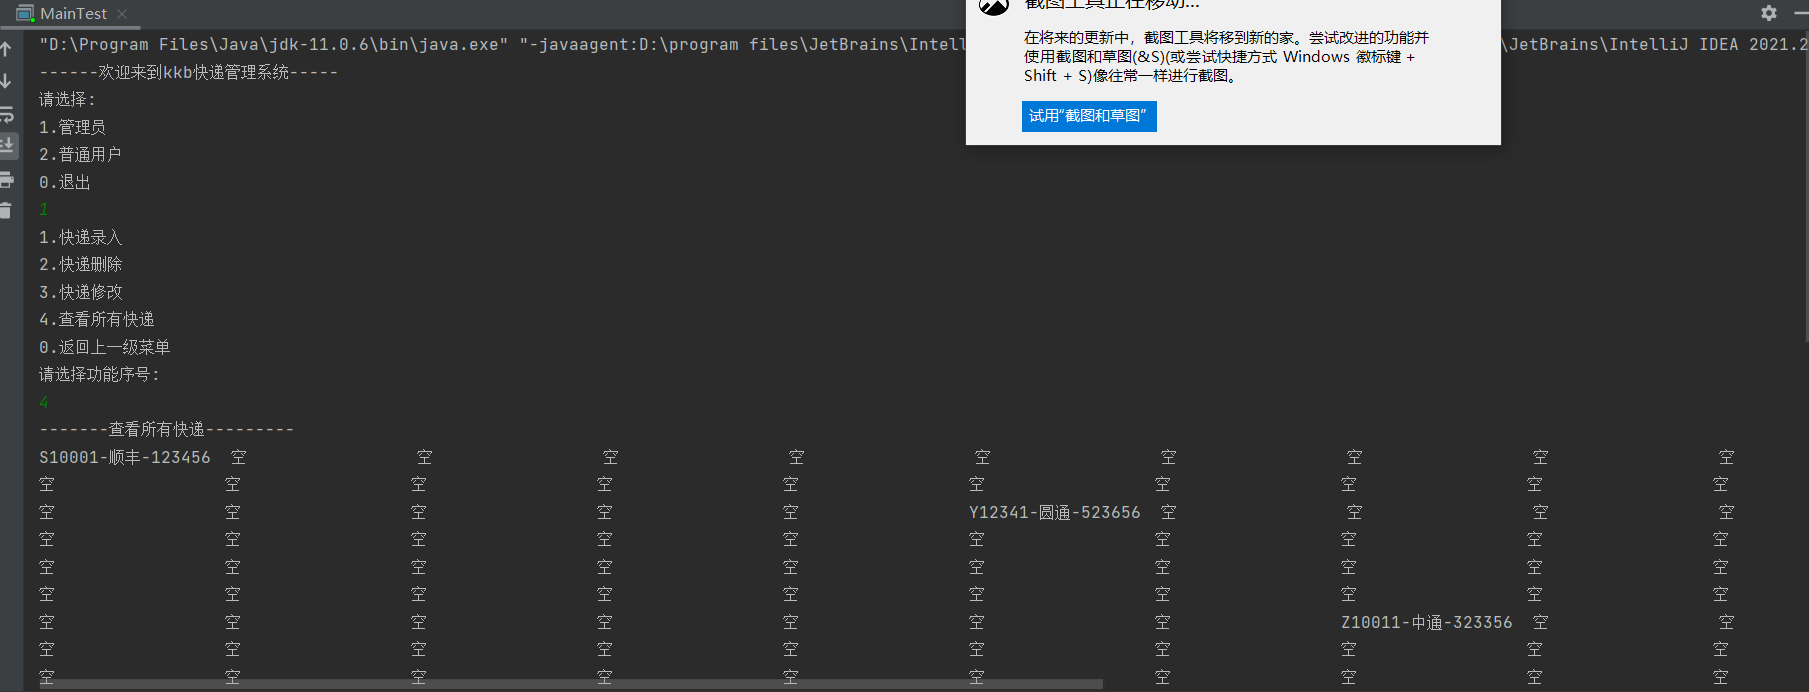 MainTest
截图工具正在移动...
"D:\Program Files\Java\jdk-11.0.6\bin\java.exe" "-javaagent:D:\program files\JetBrains\Intell
\JetBrains\IntelliJ IDEA 2021.2
在将来的更新中，截图工具将移到新的家。尝试改进的功能并
使用截图和草图(&S)(或尝试快捷方式 Windows 徽标键 +
Shift + S)像往常一样进行截图。
试用“截图和草图”
------欢迎来到kkb快递管理系统-----
请选择：
1.管理员
2.普通用户
0.退出
1
1.快递录入
2.快递删除
3.快递修改
4.查看所有快递
0.返回上一级菜单
请选择功能序号：
4
-------查看所有快递---------
S10001-顺丰-123456 空 空 空 空 空 空 空 空 空
空 空 空 空 空 空 空 空 空 空
空 空 空 空 空 Y12341-圆通-523656 空 空 空 空
空 空 空 空 空 空 空 空 空 空
空 空 空 空 空 空 空 空 空 空
空 空 空 空 空 空 空 空 空 空
空 空 空 空 空 空 空 Z10011-中通-323356 空 空
空 空 空 空 空 空 空 空 空 空
空 空 空 空 空 空 空 空 空 空